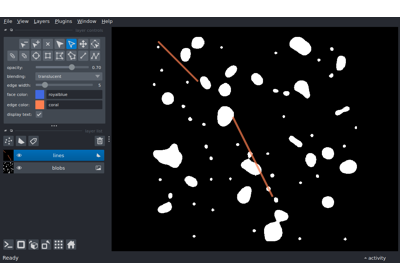 File View Layers Plugins Window Help
opacity: 0.70
blending: translucent
edge width: 5
face color: royalblue
edge color: coral
display text:
lines
blobs
Ready
activity